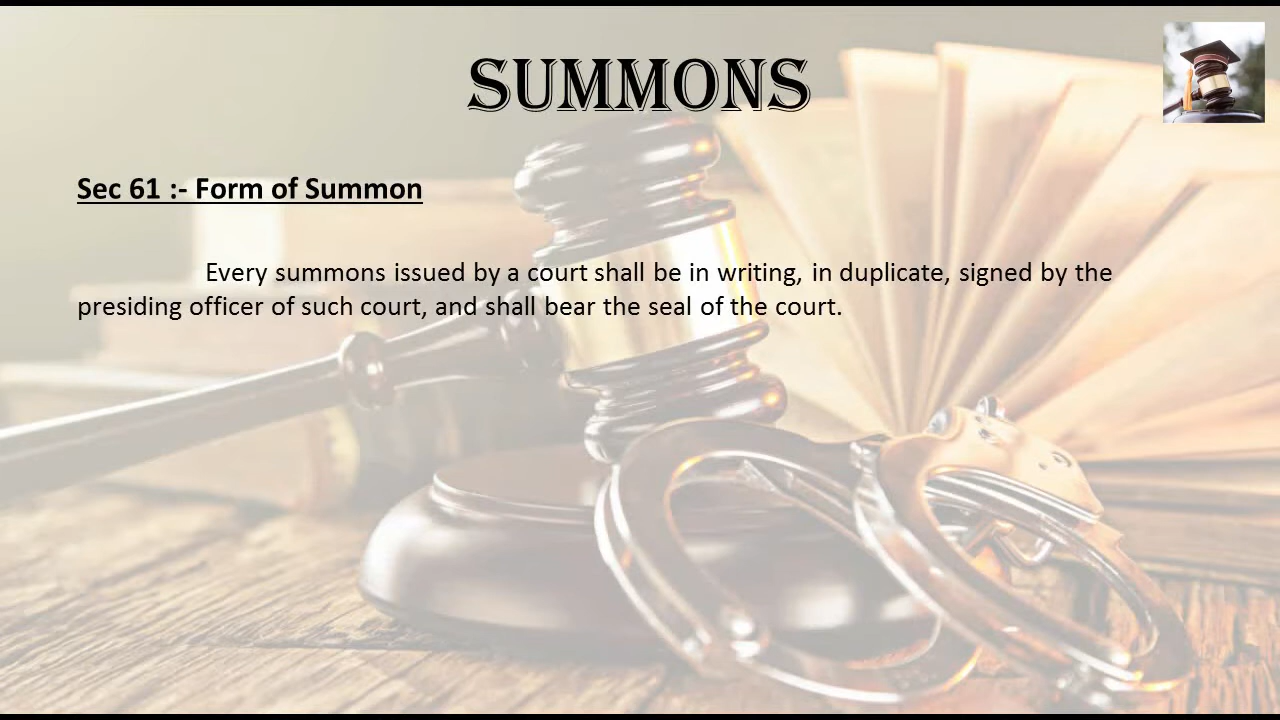 SUMMONS
Sec 61 :- Form of Summon
Every summons issued by a court shall be in writing, in duplicate, signed by the
presiding officer of such court, and shall bear the seal of the court.